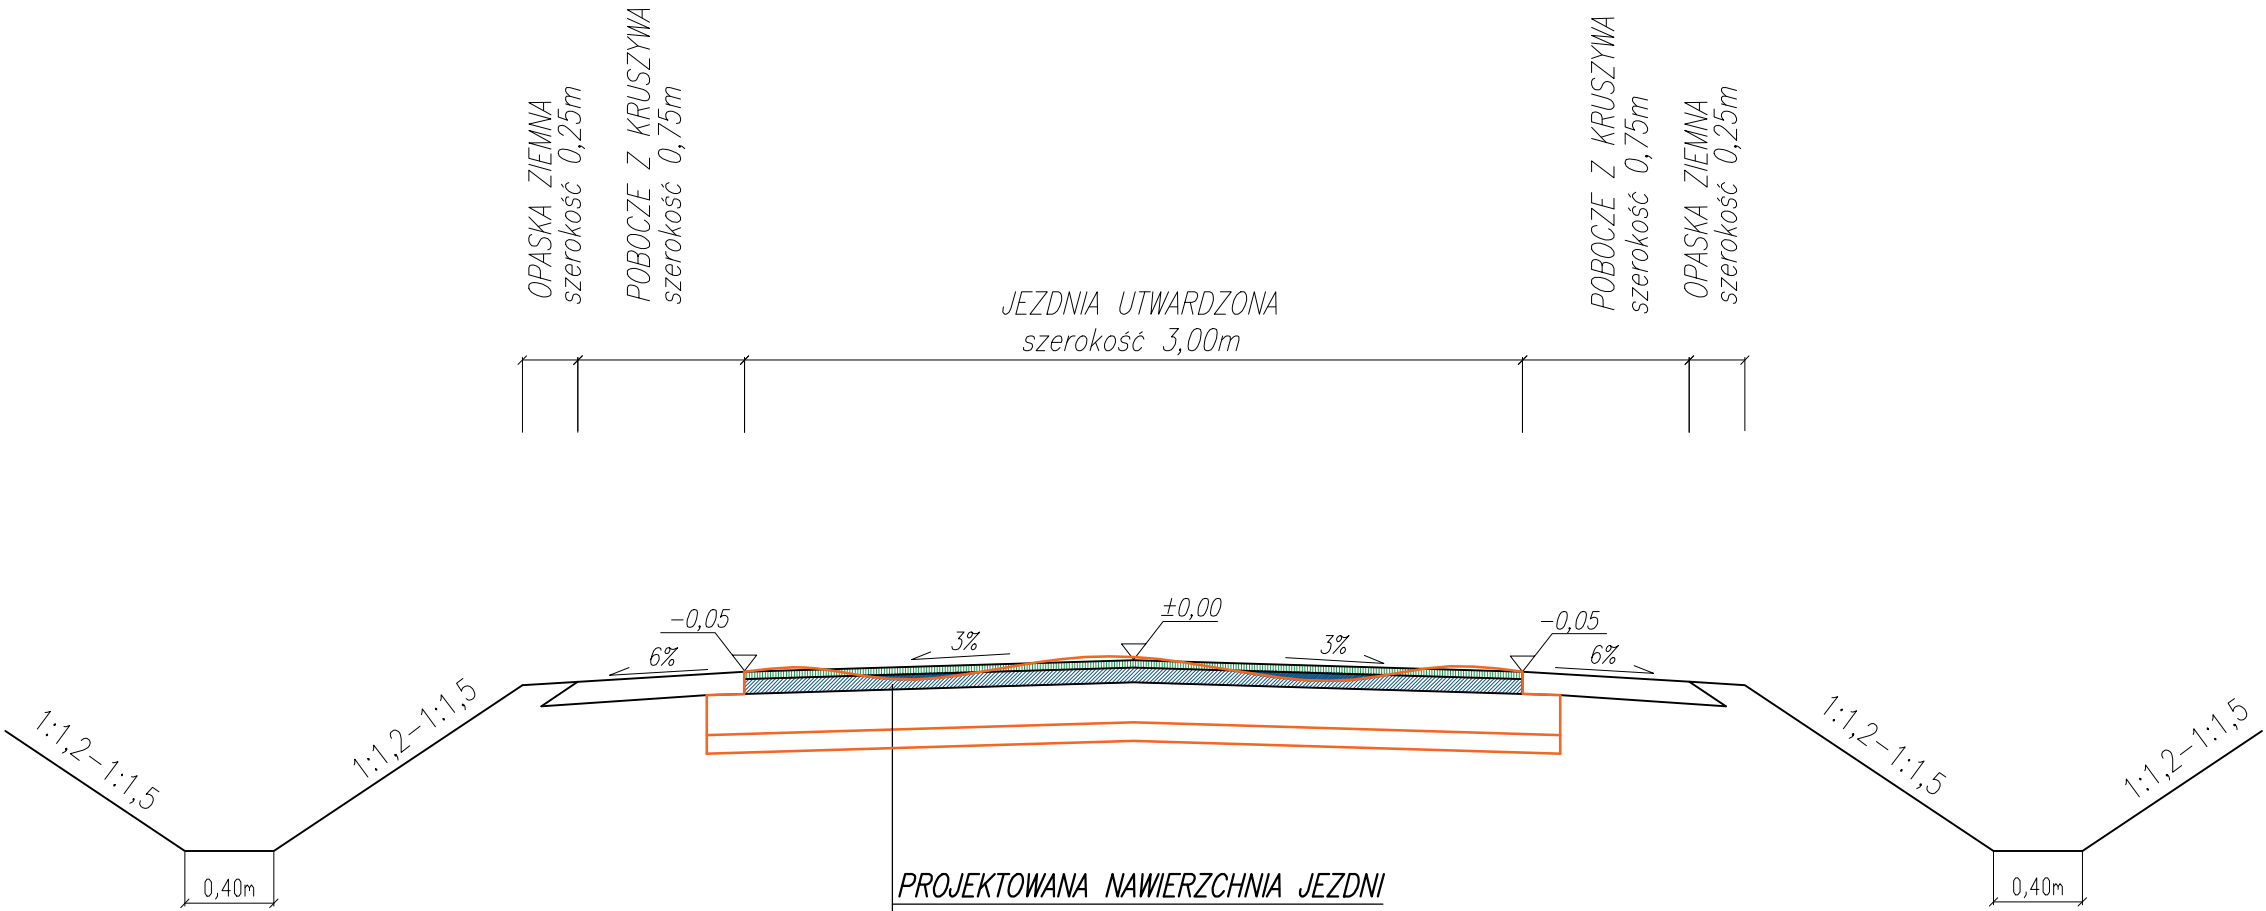 OPASKA ZIEMNA
szerokość 0,25m
POBOCZE Z KRUSZYWA
szerokość 0,75m
JEZDNIA UTWARDZONA
szerokość 3,00m
POBOCZE Z KRUSZYWA
szerokość 0,75m
OPASKA ZIEMNA
szerokość 0,25m
-0,05
±0,00
-0,05
6%
3%
3%
6%
1:1,2-1:1,5
1:1,2-1:1,5
1:1,2-1:1,5
1:1,2-1:1,5
0,40m
PROJEKTOWANA NAWIERZCHNIA JEZDNI
0,40m